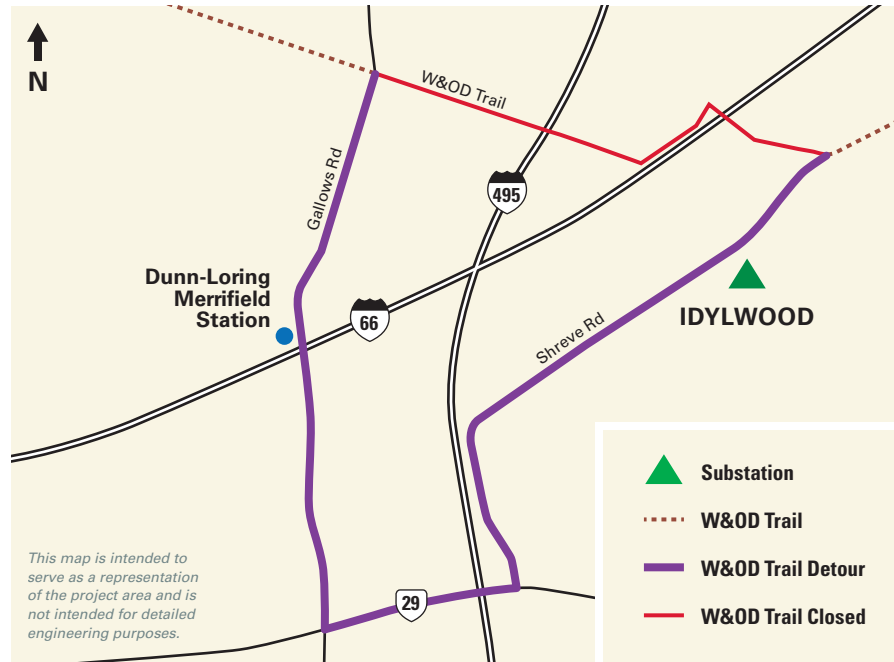 N
W&OD Trail
Gallows Rd
495
Dunn-Loring
Merrifield
Station
66
IDYLWOOD
Shreve Rd
29
This map is intended to
serve as a representation
of the project area and is
not intended for detailed
engineering purposes.
Substation
W&OD Trail
W&OD Trail Detour
W&OD Trail Closed